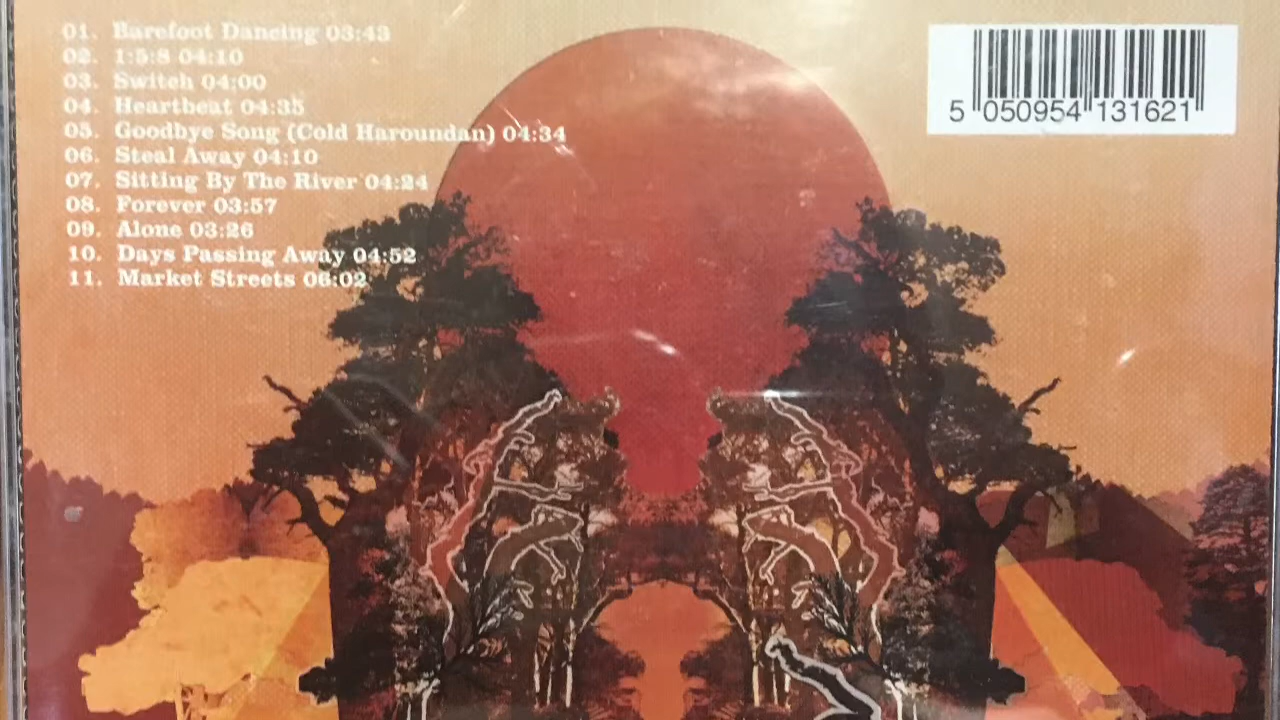 01. Barefoot Dancing 03:43
02. 1:5:8 04:10
03. Switch 04:00
04. Heartbeat 04:35
05. Goodbye Song (Cold Haroundan) 04:34
06. Steal Away 04:10
07. Sitting By The River 04:24
08. Forever 03:57
09. Alone 03:26
10. Days Passing Away 04:52
11. Market Streets 06:02
5 050954 131621